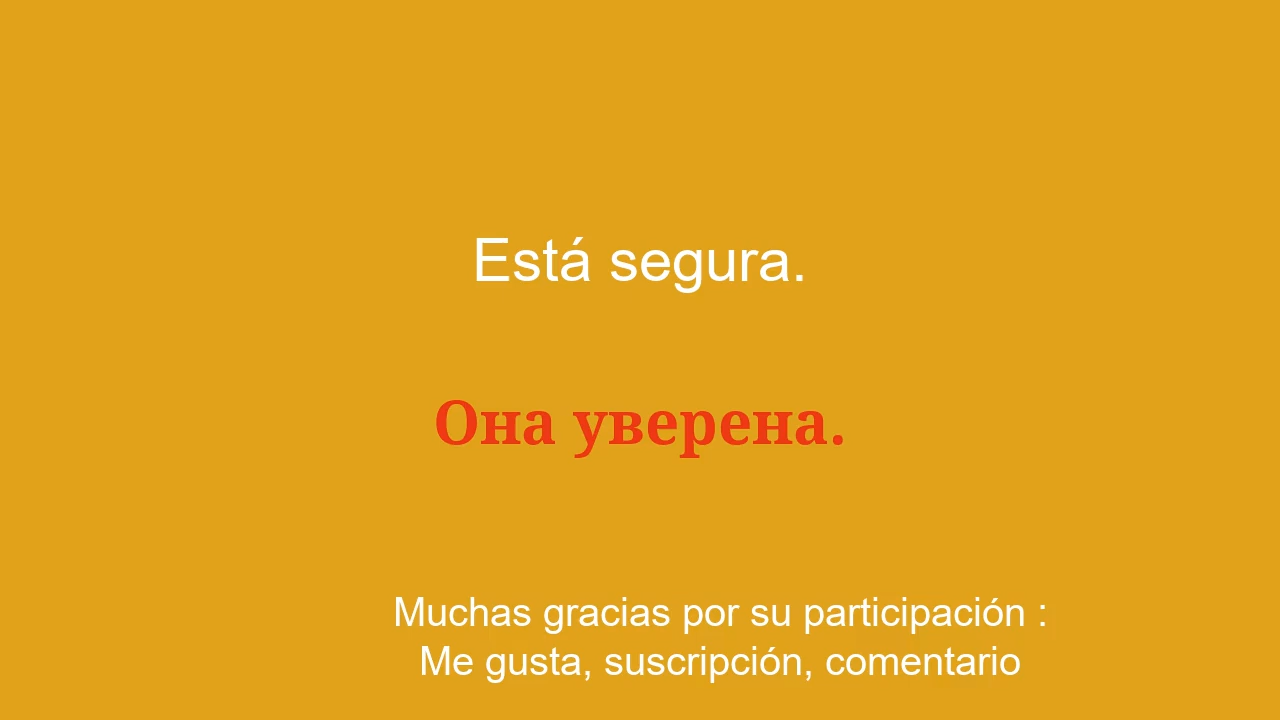 Está segura.
Она уверена.
Muchas gracias por su participación :
Me gusta, suscripción, comentario